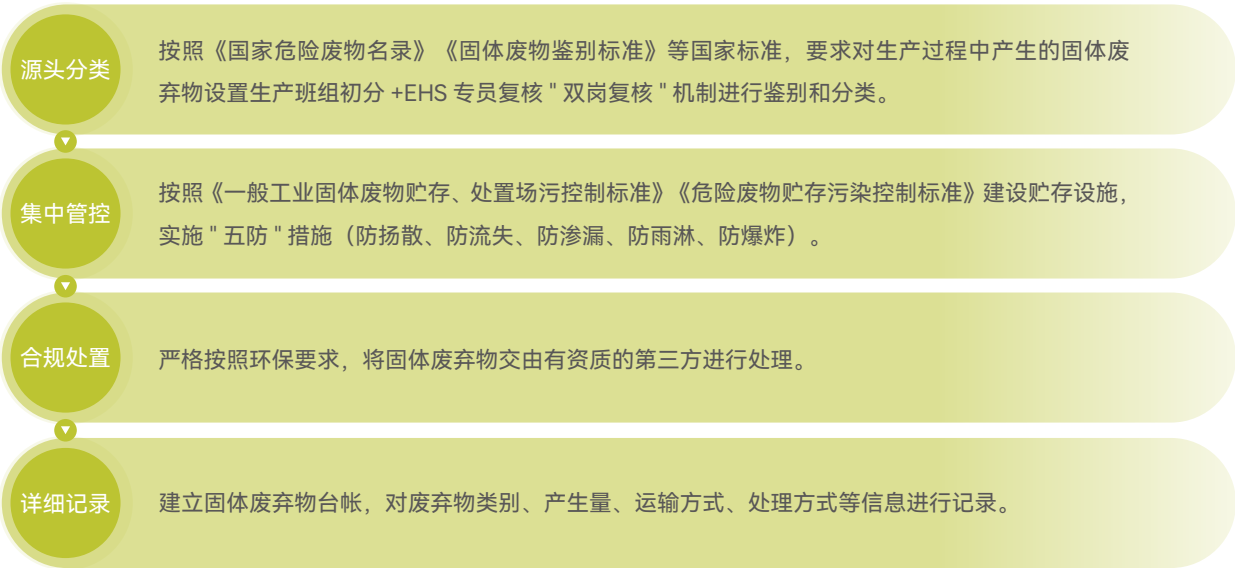 源头分类
按照《国家危险废物名录》《固体废物鉴别标准》等国家标准，要求对生产过程中产生的固体废
弃物设置生产班组初分 +EHS 专员复核 " 双岗复核 " 机制进行鉴别和分类。
集中管控
按照《一般工业固体废物贮存、处置场污控制标准》《危险废物贮存污染控制标准》建设贮存设施，
实施 " 五防 " 措施（防扬散、防流失、防渗漏、防雨淋、防爆炸）。
合规处置
严格按照环保要求，将固体废弃物交由有资质的第三方进行处理。
详细记录
建立固体废弃物台帐，对废弃物类别、产生量、运输方式、处理方式等信息进行记录。